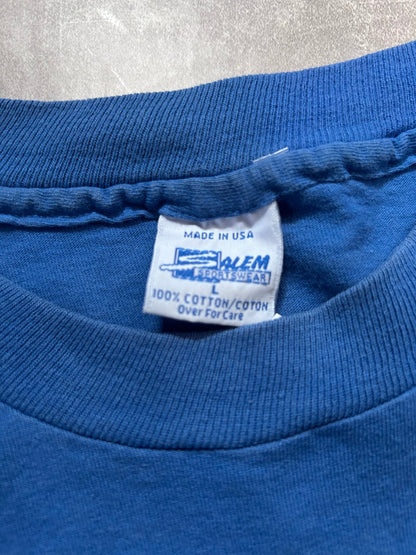 MADE IN USA
SALEM
SPORTSWEAR
L
100% COTTON/COTON
Over For Care